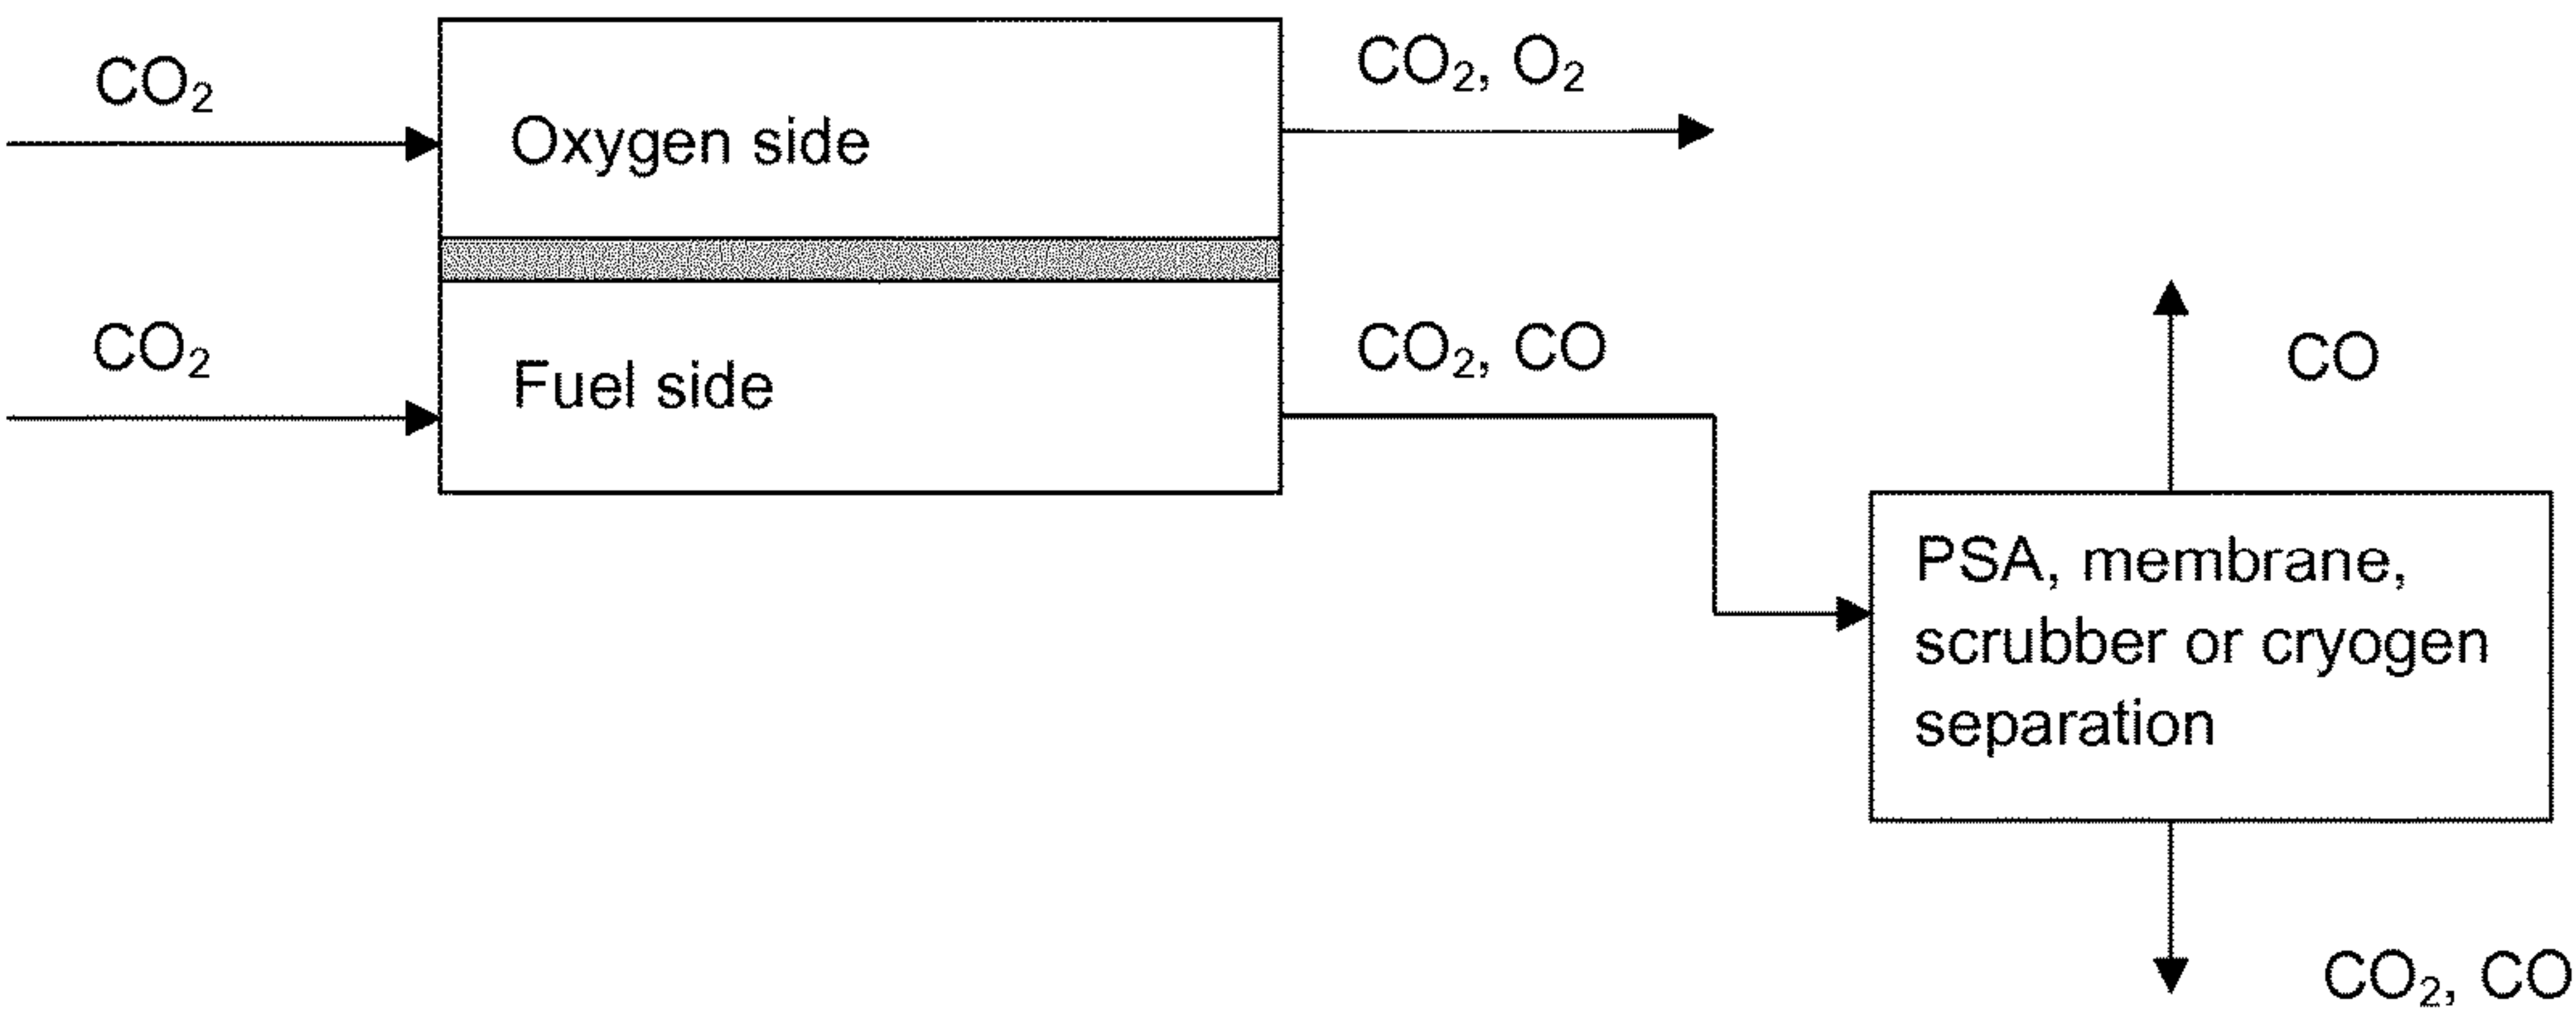 CO₂
CO₂, O₂
Oxygen side
CO₂
CO₂, CO
Fuel side
CO
PSA, membrane,
scrubber or cryogen
separation
CO₂, CO